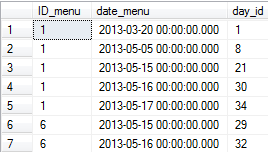 ID_menu date_menu day_id
1 1 2013-03-20 00:00:00.000 1
2 1 2013-05-05 00:00:00.000 8
3 1 2013-05-15 00:00:00.000 21
4 1 2013-05-16 00:00:00.000 30
5 1 2013-05-17 00:00:00.000 34
6 6 2013-05-15 00:00:00.000 29
7 6 2013-05-16 00:00:00.000 32